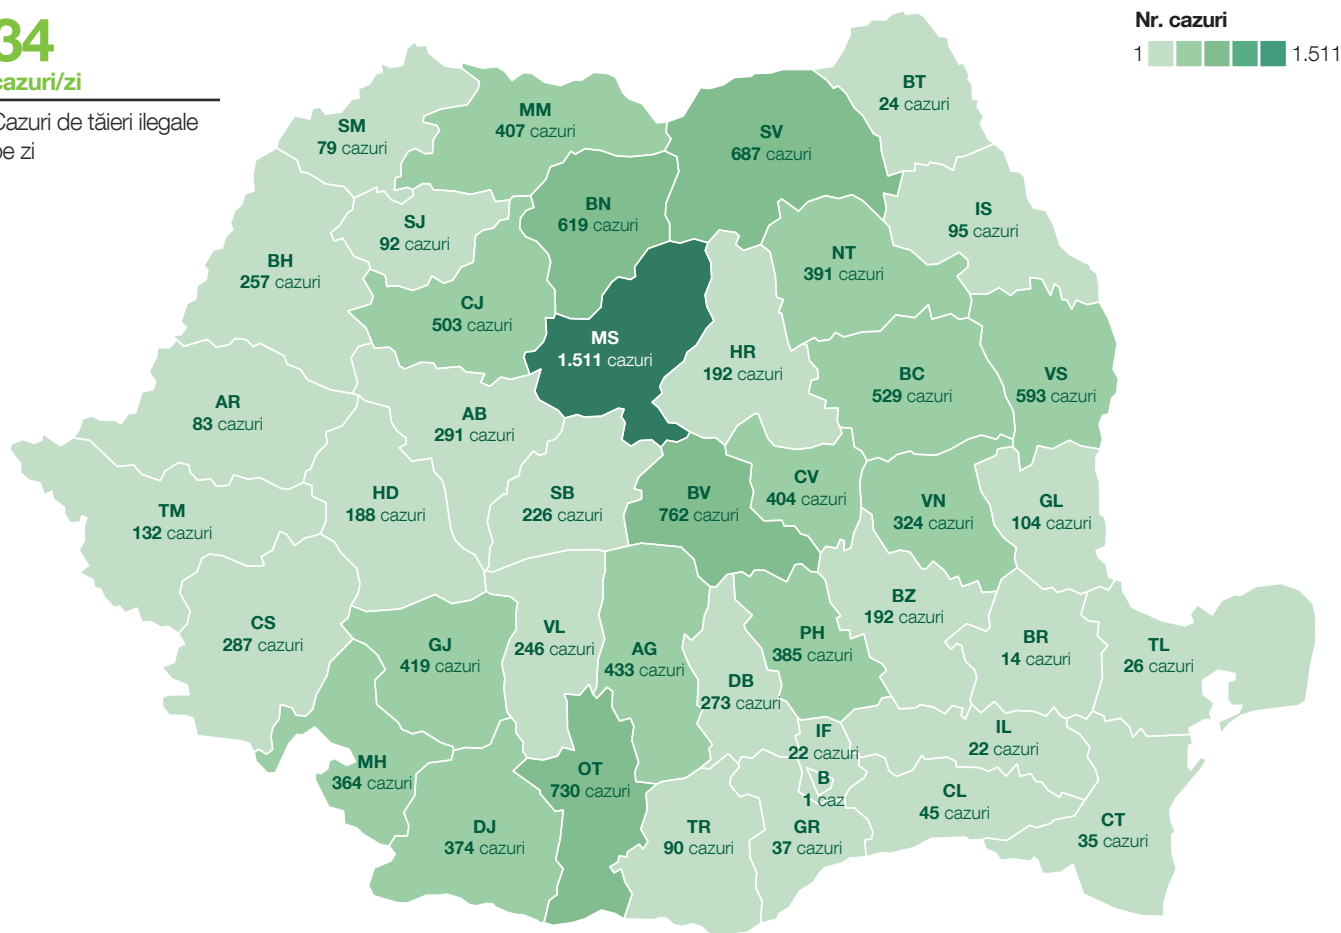 34
cazuri/zi
Cazuri de tăieri ilegale
pe zi
Nr. cazuri
1 1.511
BT
24 cazuri
MM
407 cazuri
SM
79 cazuri
SV
687 cazuri
BN
619 cazuri
IS
95 cazuri
SJ
92 cazuri
NT
391 cazuri
BH
257 cazuri
CJ
503 cazuri
MS
1.511 cazuri
HR
192 cazuri
BC
529 cazuri
VS
593 cazuri
AR
83 cazuri
AB
291 cazuri
CV
404 cazuri
HD
188 cazuri
SB
226 cazuri
BV
762 cazuri
VN
324 cazuri
GL
104 cazuri
TM
132 cazuri
BZ
192 cazuri
CS
287 cazuri
VL
246 cazuri
PH
385 cazuri
BR
14 cazuri
TL
26 cazuri
GJ
419 cazuri
AG
433 cazuri
DB
273 cazuri
IF
22 cazuri
IL
22 cazuri
MH
364 cazuri
OT
730 cazuri
B
1 caz
CL
45 cazuri
DJ
374 cazuri
TR
90 cazuri
GR
37 cazuri
CT
35 cazuri